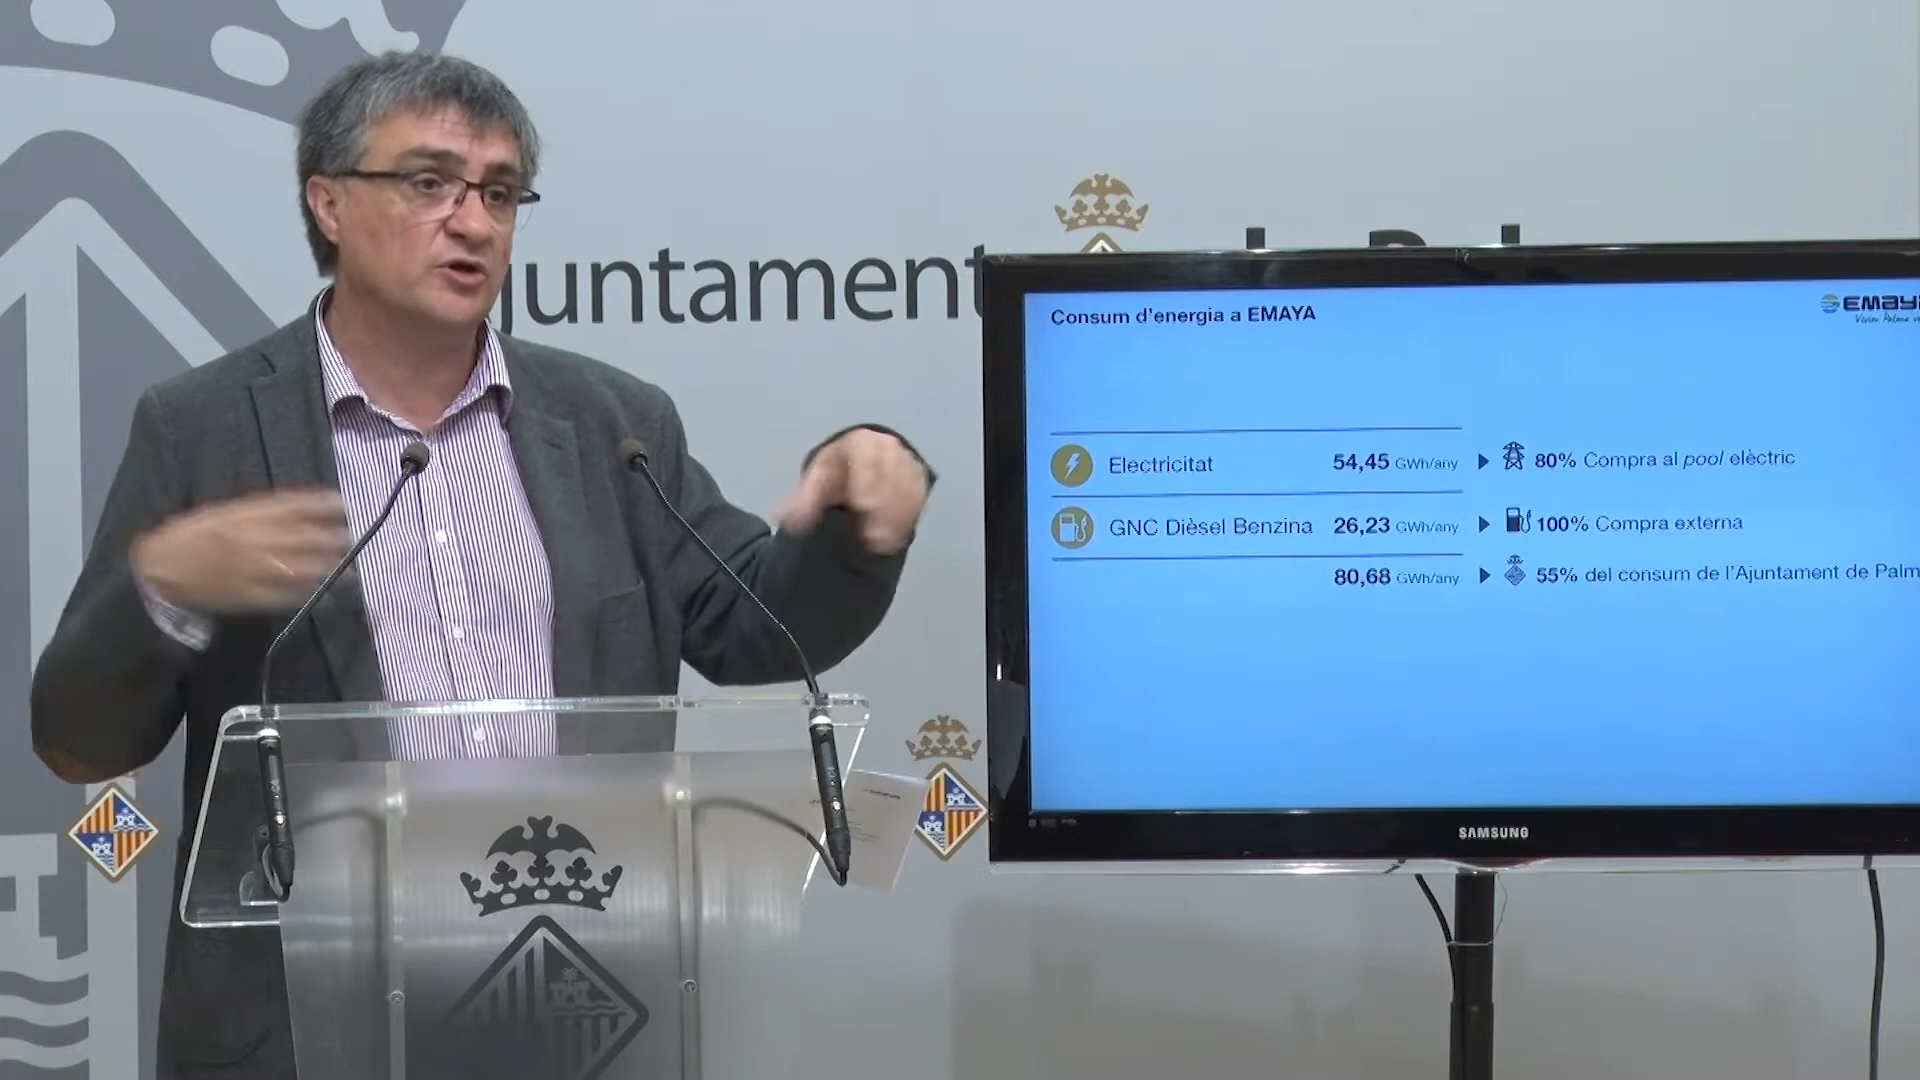 juntament
Consum d'energia a EMAYA
EMAYA
Electricitat 54,45 GWh/any 80% Compra al pool elèctric
GNC Dièsel Benzina 26,23 GWh/any 100% Compra externa
80,68 GWh/any 55% del consum de l'Ajuntament de Palm
SAMSUNG